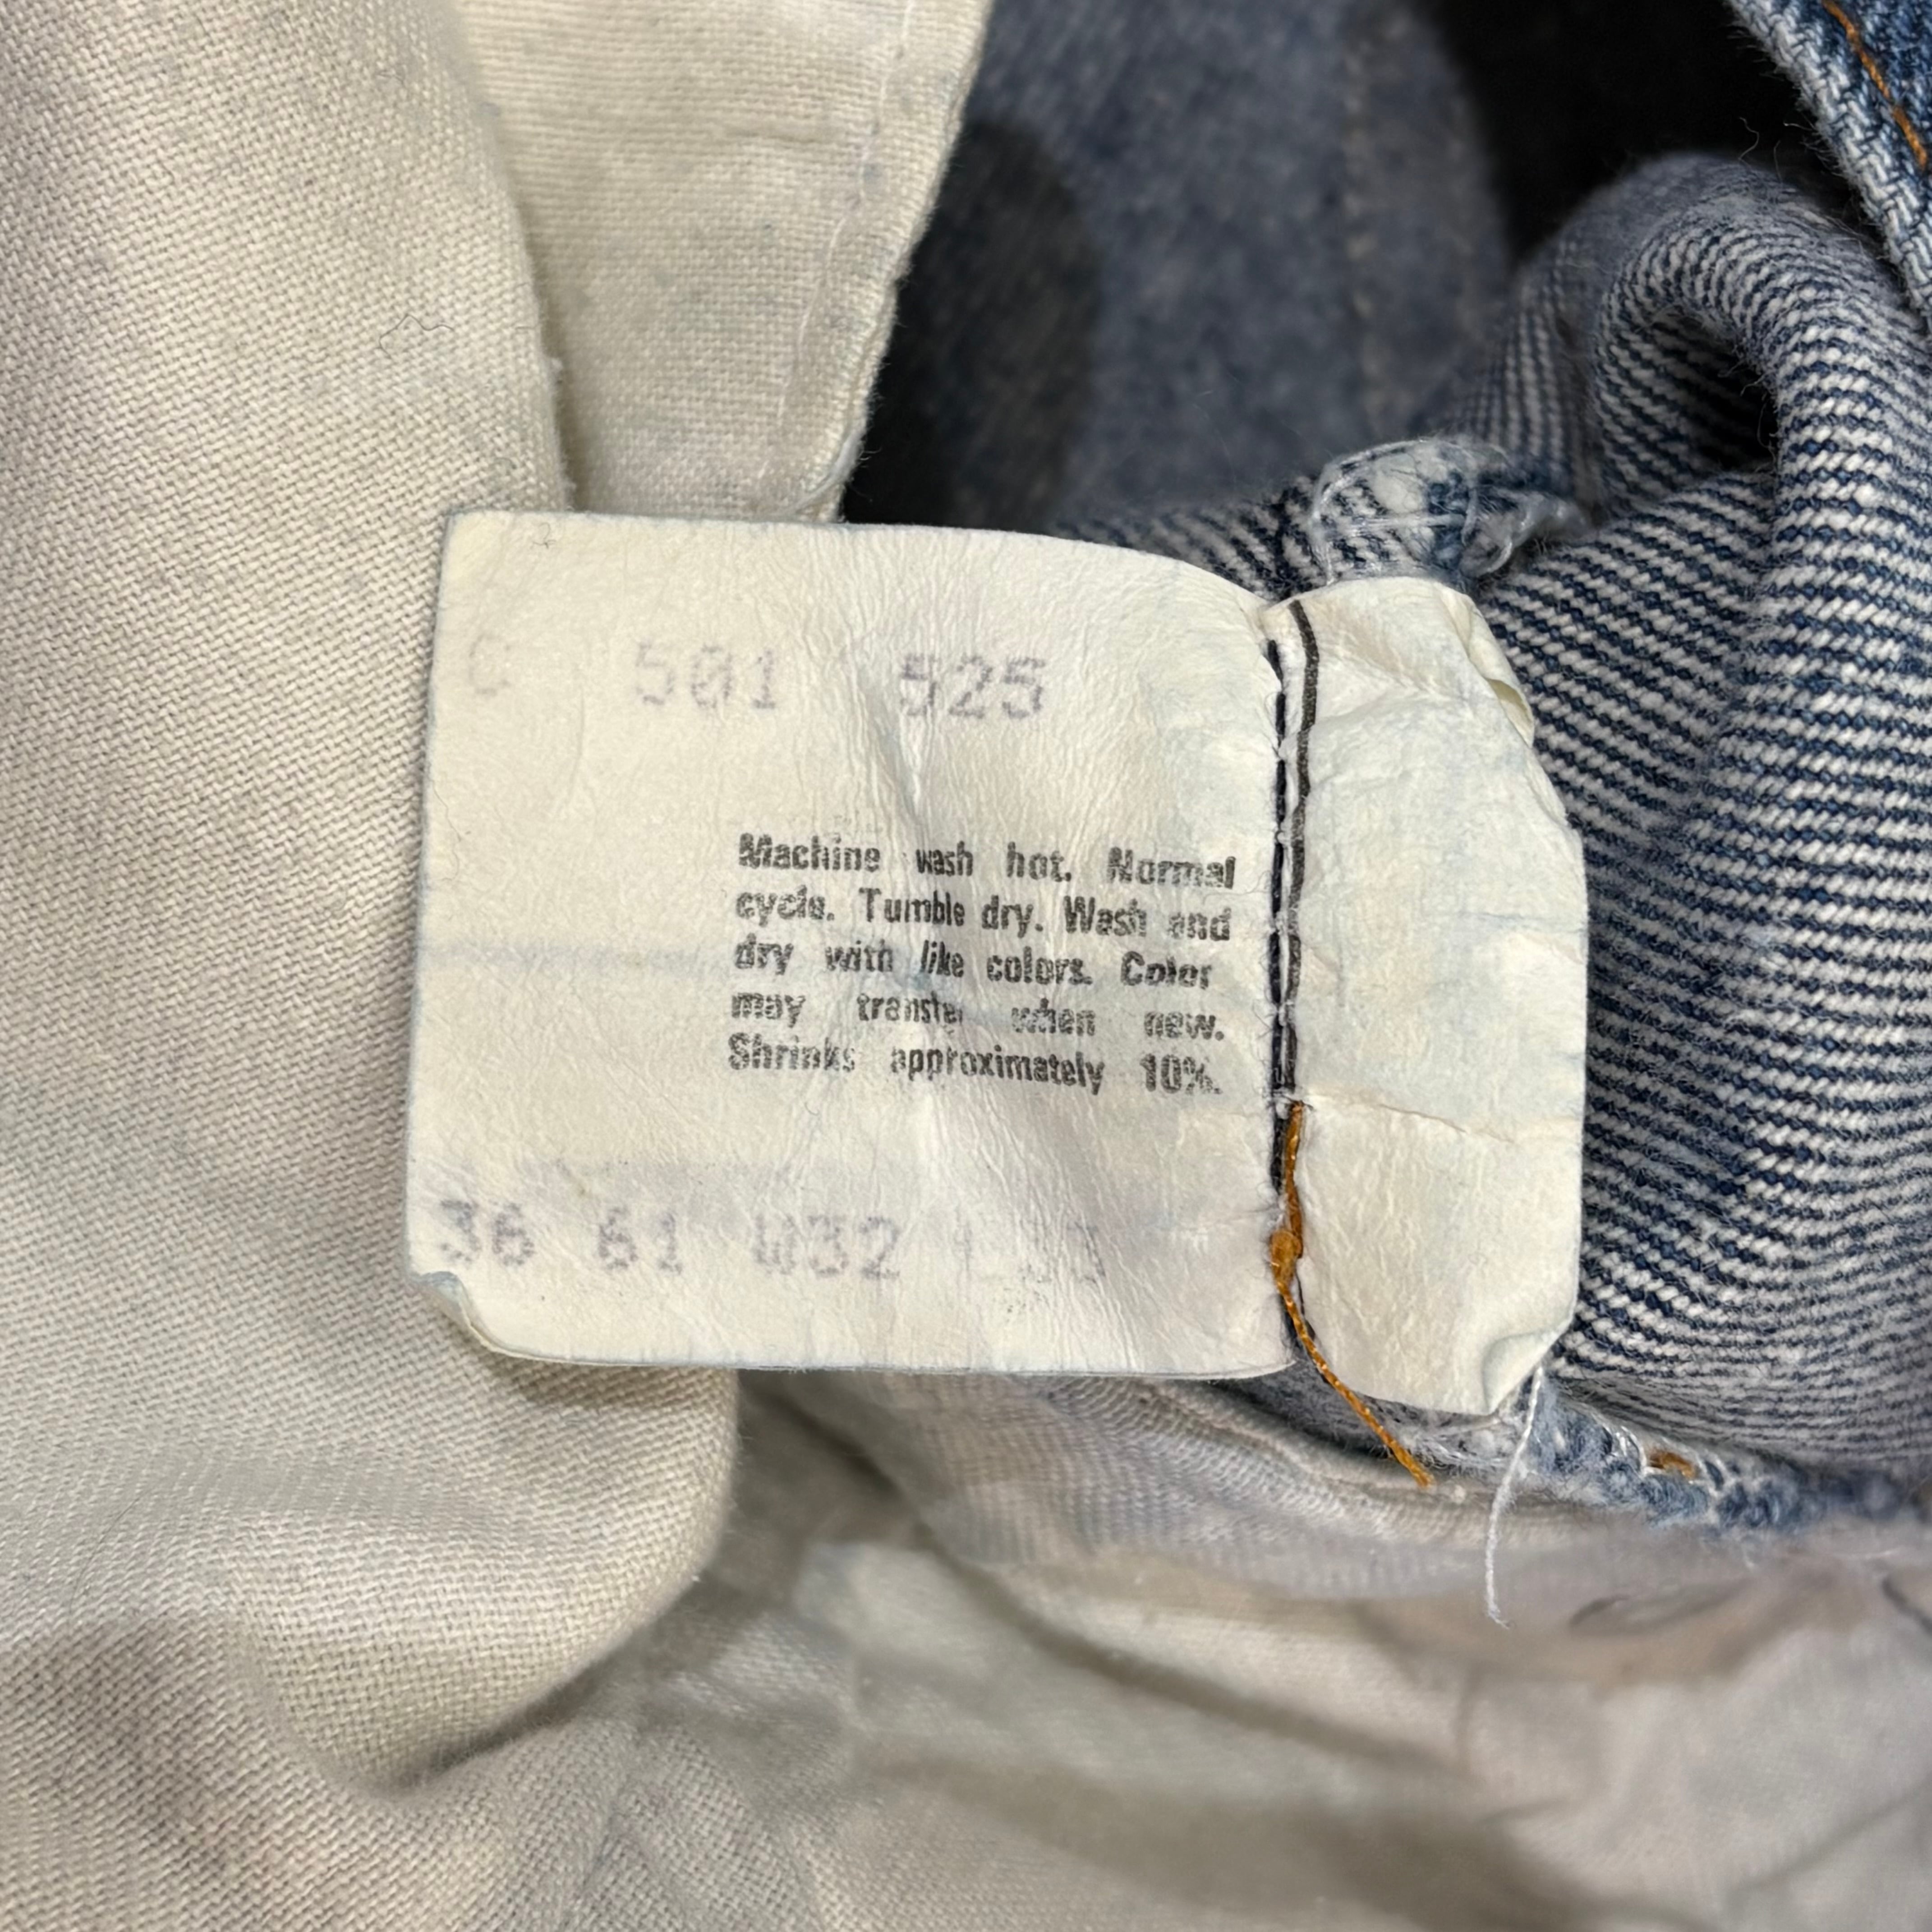 C 501 525
Machine wash hot. Normal
cycle. Tumble dry. Wash and
dry with like colors. Color
may transfer when new.
Shrinks approximately 10%.
36 61 W32